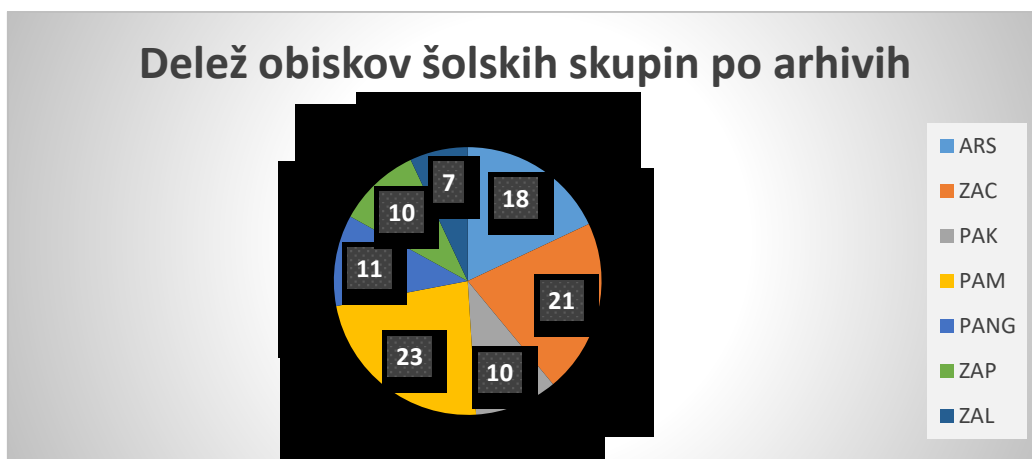 Delež obiskov šolskih skupin po arhivih
7
18
10
11
21
23
10
ARS
ZAC
PAK
PAM
PANG
ZAP
ZAL